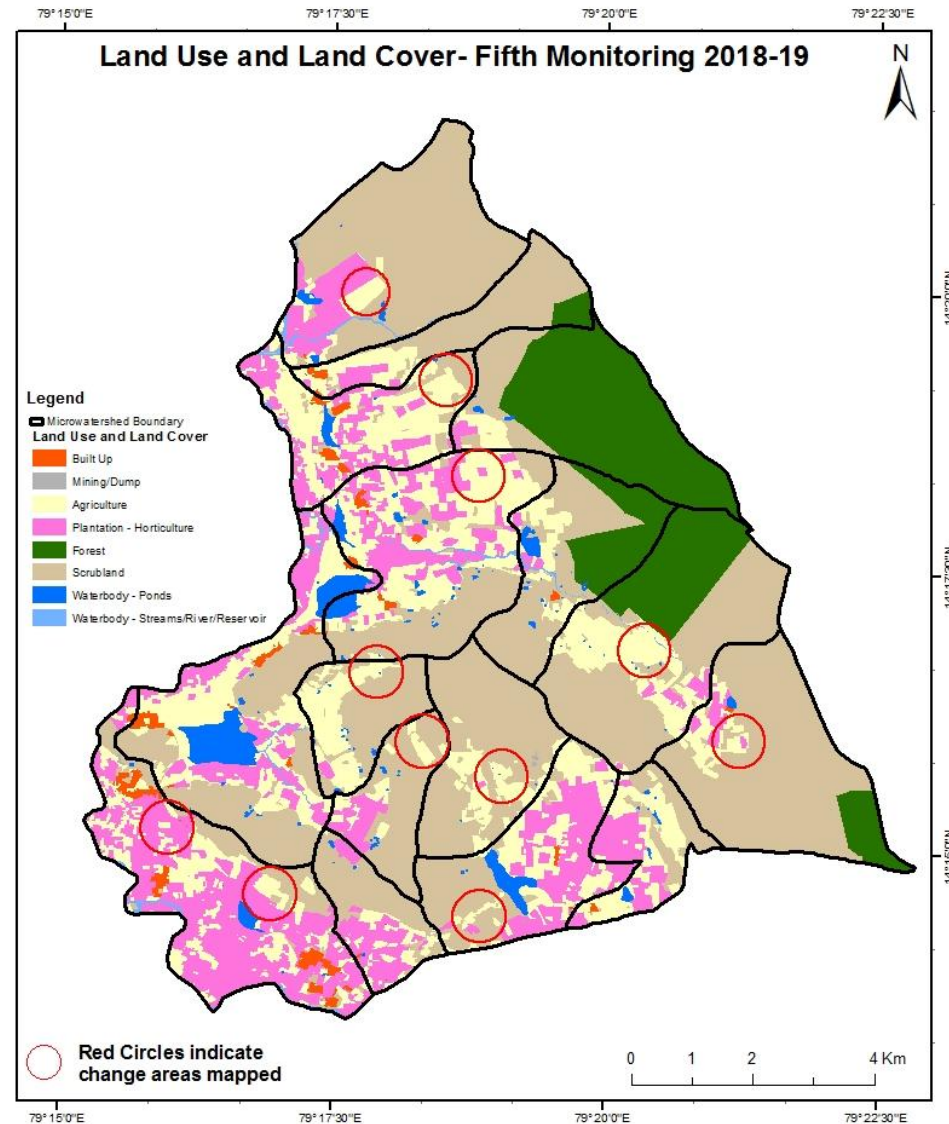 79°15'0"E 79°17'30"E 79°20'0"E 79°22'30"E
Land Use and Land Cover- Fifth Monitoring 2018-19
N
14°17'30"N
Legend
Microwatershed Boundary
Land Use and Land Cover
Built Up
Mining/Dump
Agriculture
Plantation - Horticulture
Forest
Scrubland
Waterbody - Ponds
Waterbody - Streams/River/Reservoir
Red Circles indicate
change areas mapped
0 1 2 4 Km
79°15'0"E 79°17'30"E 79°20'0"E 79°22'30"E